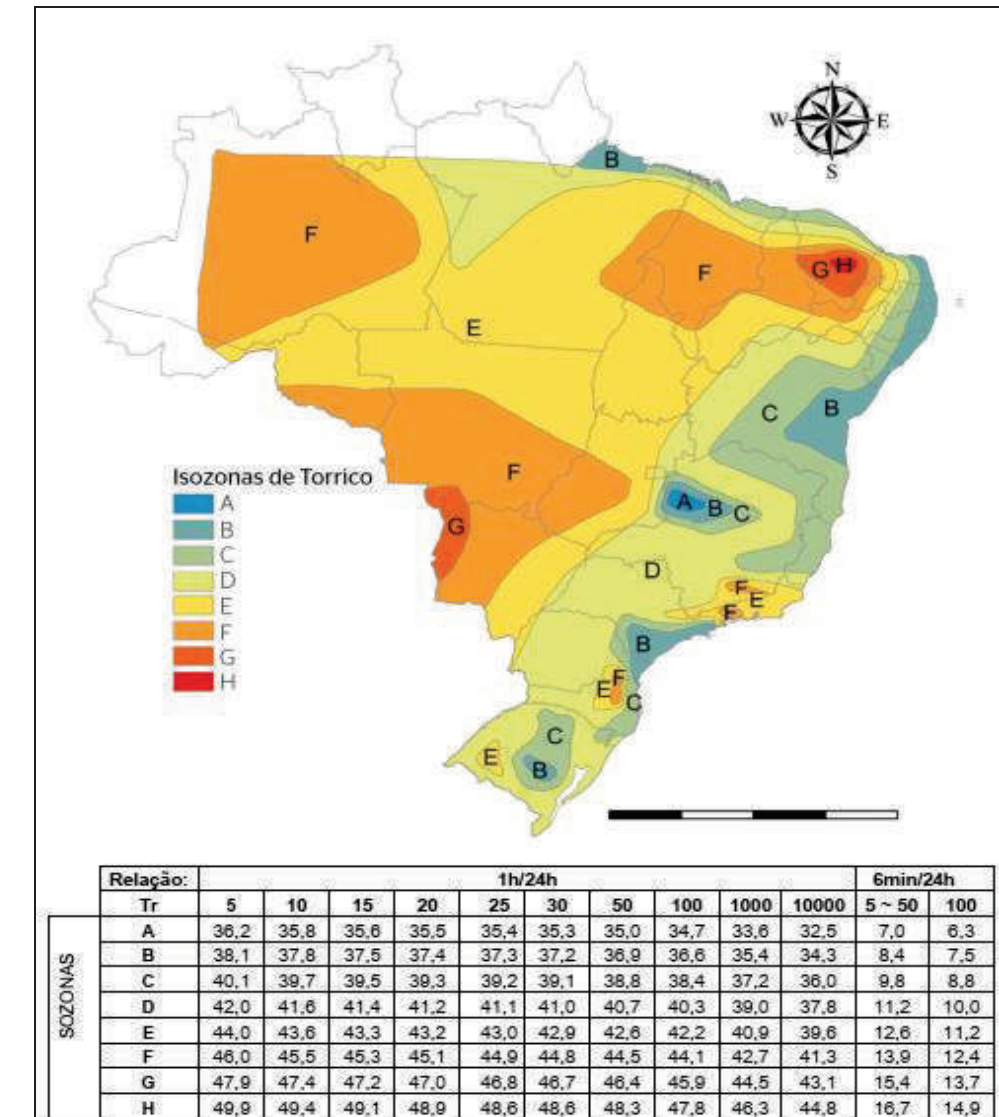 N
W E
S
B
F
F
G H
E
C
B
F
A B C
G
D
F
E
F
B
F
E
C
C
E
B
Isozonas de Torrico
A
B
C
D
E
F
G
H
Relação: 1h/24h 6min/24h
Tr 5 10 15 20 25 30 50 100 1000 10000 5 ~ 50 100
SOZONAS
A 36,2 35,8 35,6 35,5 35,4 35,3 35,0 34,7 33,6 32,5 7,0 6,3
B 38,1 37,8 37,5 37,4 37,3 37,2 36,9 36,6 35,4 34,3 8,4 7,5
C 40,1 39,7 39,5 39,3 39,2 39,1 38,8 38,4 37,2 36,0 9,8 8,8
D 42,0 41,6 41,4 41,2 41,1 41,0 40,7 40,3 39,0 37,8 11,2 10,0
E 44,0 43,6 43,3 43,2 43,0 42,9 42,6 42,2 40,9 39,6 12,6 11,2
F 46,0 45,5 45,3 45,1 44,9 44,8 44,5 44,1 42,7 41,3 13,9 12,4
G 47,9 47,4 47,2 47,0 46,8 46,7 46,4 45,9 44,5 43,1 15,4 13,7
H 49,9 49,4 49,1 48,9 48,6 48,6 48,3 47,8 46,3 44,8 16,7 14,9